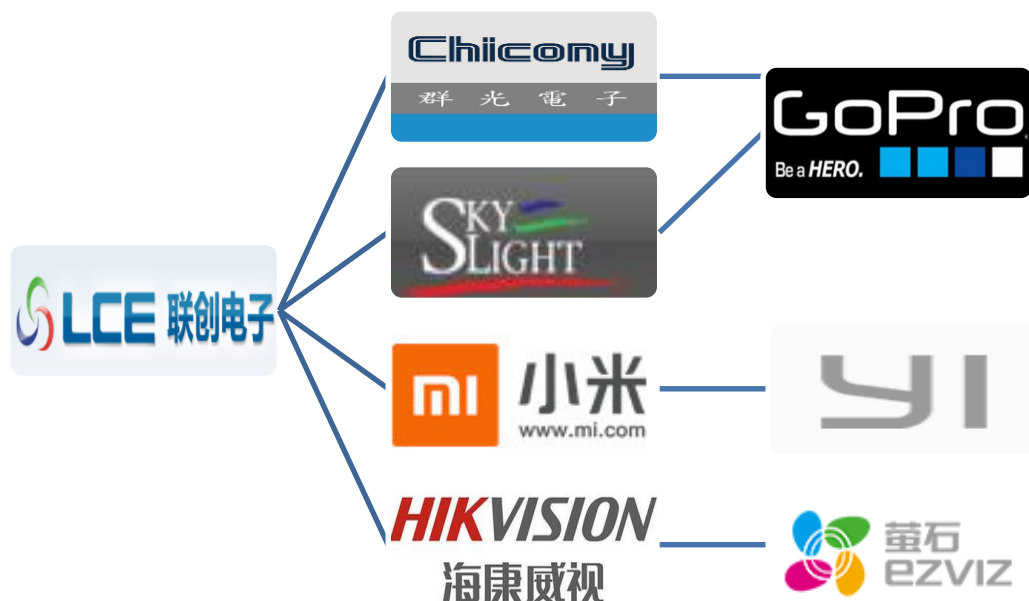 Chicony
群光電子
GoPro
Be a HERO.
SKY
LIGHT
LCE 联创电子
mi 小米
www.mi.com
YI
HIKVISION
海康威视
萤石
ezviz